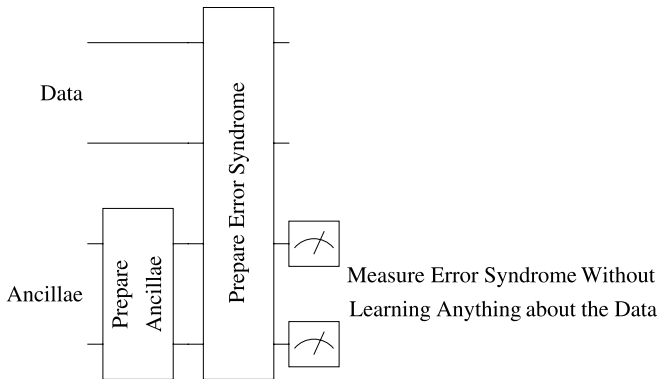 Data
Ancillae
Prepare
Ancillae
Prepare Error Syndrome
Measure Error Syndrome Without
Learning Anything about the Data